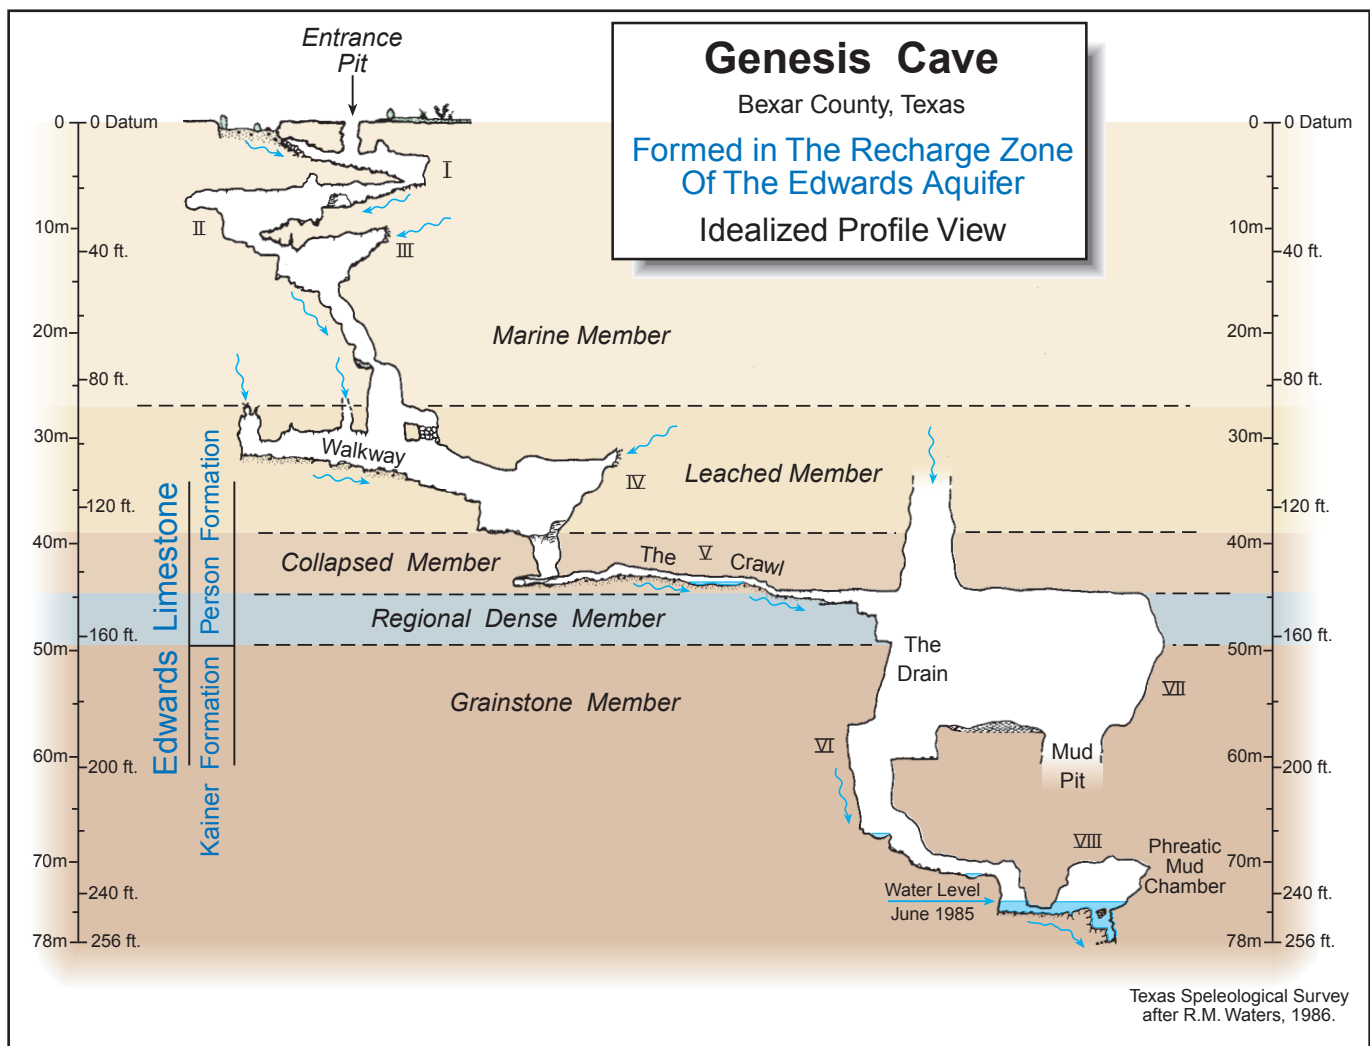 Entrance
Pit
Genesis Cave
Bexar County, Texas
Formed in The Recharge Zone
Of The Edwards Aquifer
Idealized Profile View
0
0 Datum
10m
40 ft.
20m
80 ft.
30m
120 ft.
40m
160 ft.
50m
60m
200 ft.
70m
240 ft.
78m
256 ft.
0
0 Datum
10m
40 ft.
20m
80 ft.
30m
120 ft.
40m
160 ft.
50m
60m
200 ft.
70m
240 ft.
78m
256 ft.
I
II
III
Marine Member
Walkway
IV
Leached Member
Collapsed Member
The V Crawl
Regional Dense Member
The
Drain
Grainstone Member
VII
VI
Mud
Pit
VIII
Phreatic
Mud
Chamber
Water Level
June 1985
Edwards Limestone
Person Formation
Kainer Formation
Texas Speleological Survey
after R.M. Waters, 1986.